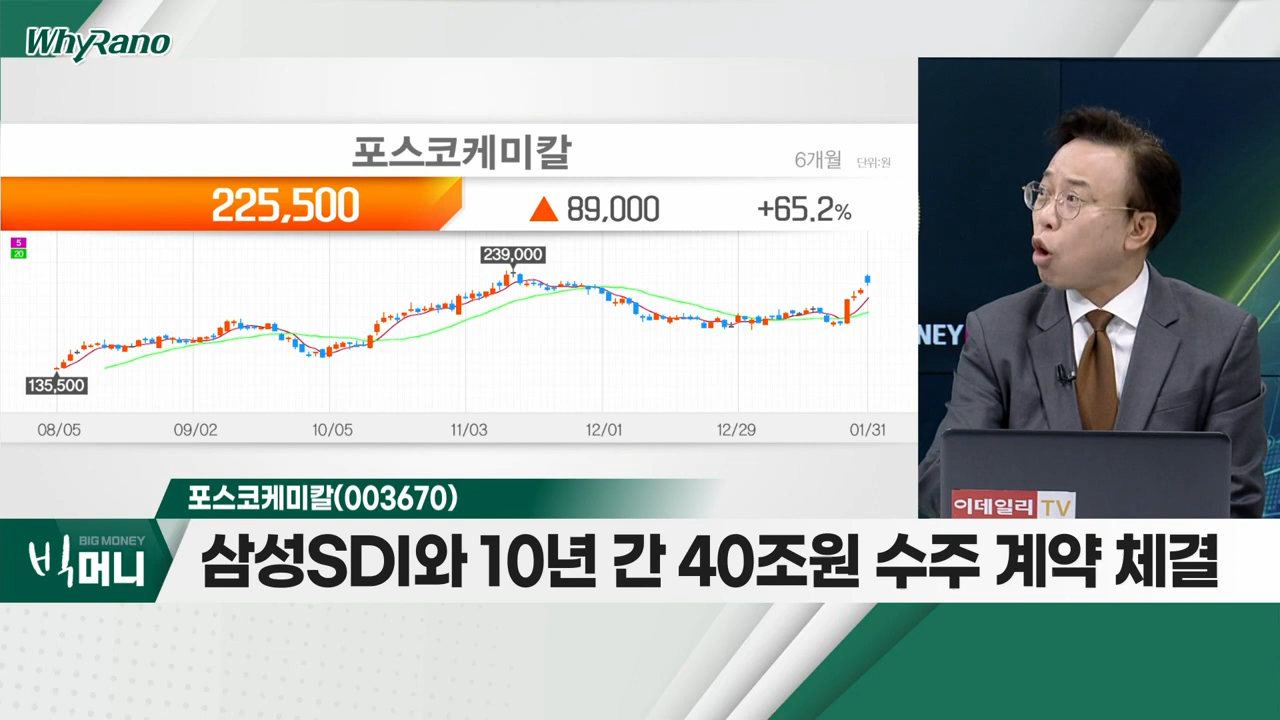 WhyRano
포스코케미칼
6개월 단위:원
225,500 ▲ 89,000 +65.2%
5
20
239,000
135,500
08/05 09/02 10/05 11/03 12/01 12/29 01/31
NEY
이데일리 TV
포스코케미칼(003670)
BIG MONEY
빅머니
삼성SDI와 10년 간 40조원 수주 계약 체결